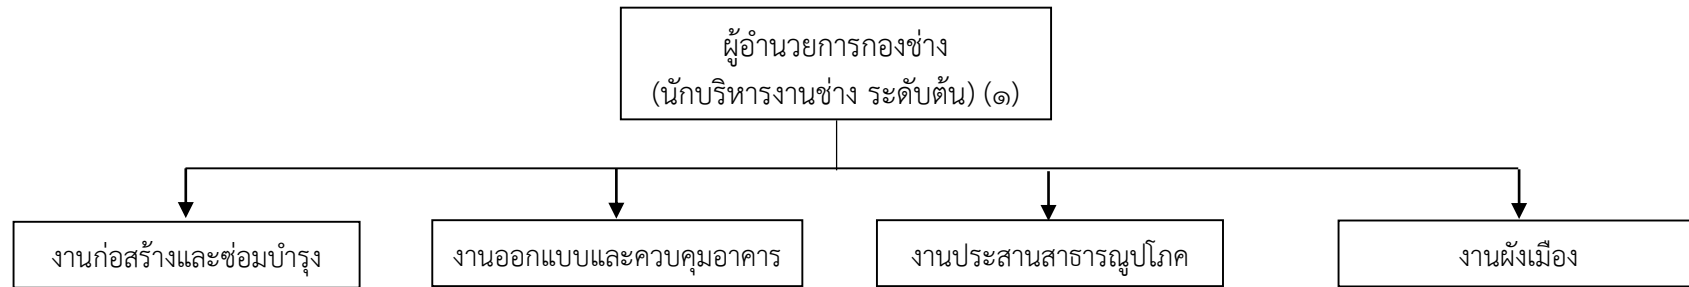 ผู้อำนวยการกองช่าง
(นักบริหารงานช่าง ระดับต้น) (๑)
งานก่อสร้างและซ่อมบำรุง
งานออกแบบและควบคุมอาคาร
งานประสานสาธารณูปโภค
งานผังเมือง